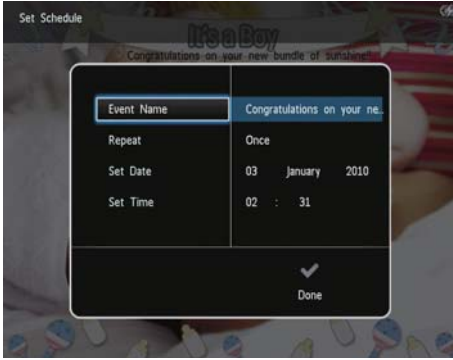 Set Schedule
It's a Boy
Congratulations on your new bundle of sunshine!!
Event Name Congratulations on your ne..
Repeat Once
Set Date 03 January 2010
Set Time 02 : 31
Done